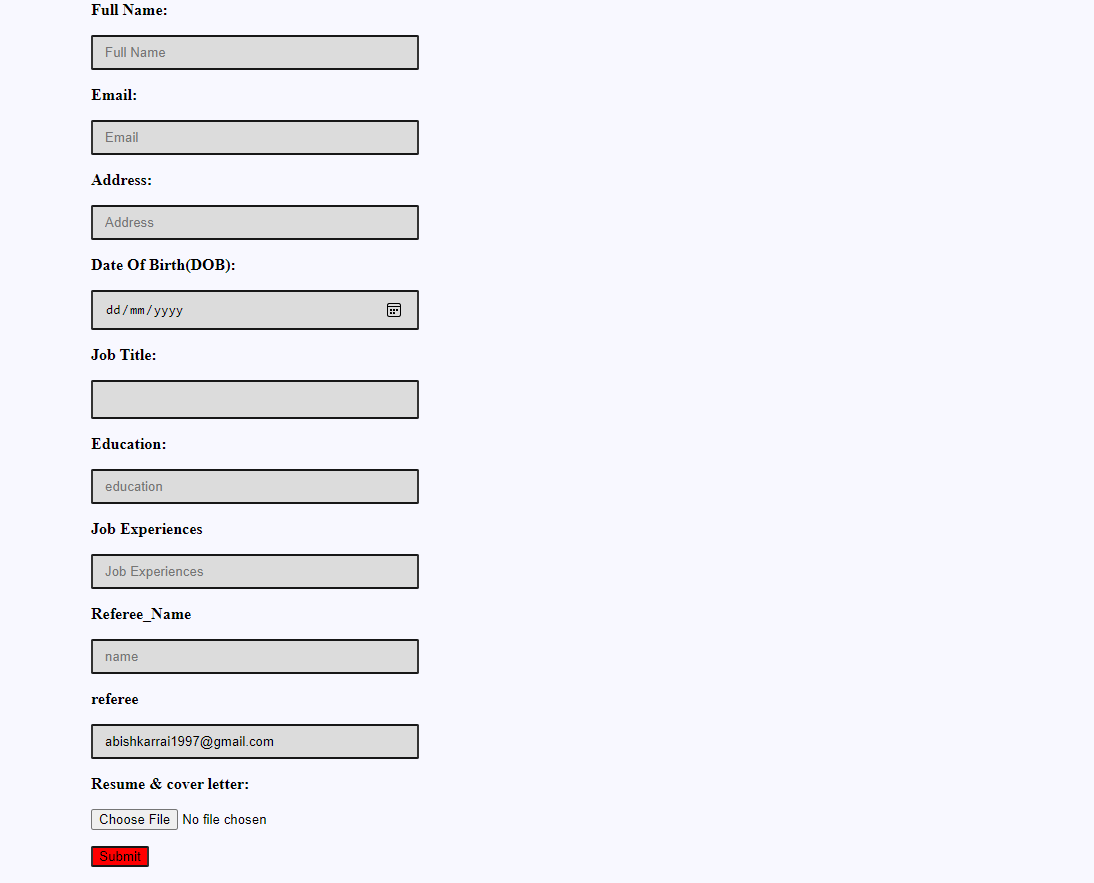 Full Name:
Full Name
Email:
Email
Address:
Address
Date Of Birth(DOB):
dd/mm/yyyy
Job Title:
Education:
education
Job Experiences
Job Experiences
Referee_Name
name
referee
abishkarrai1997@gmail.com
Resume & cover letter:
Choose File No file chosen
Submit